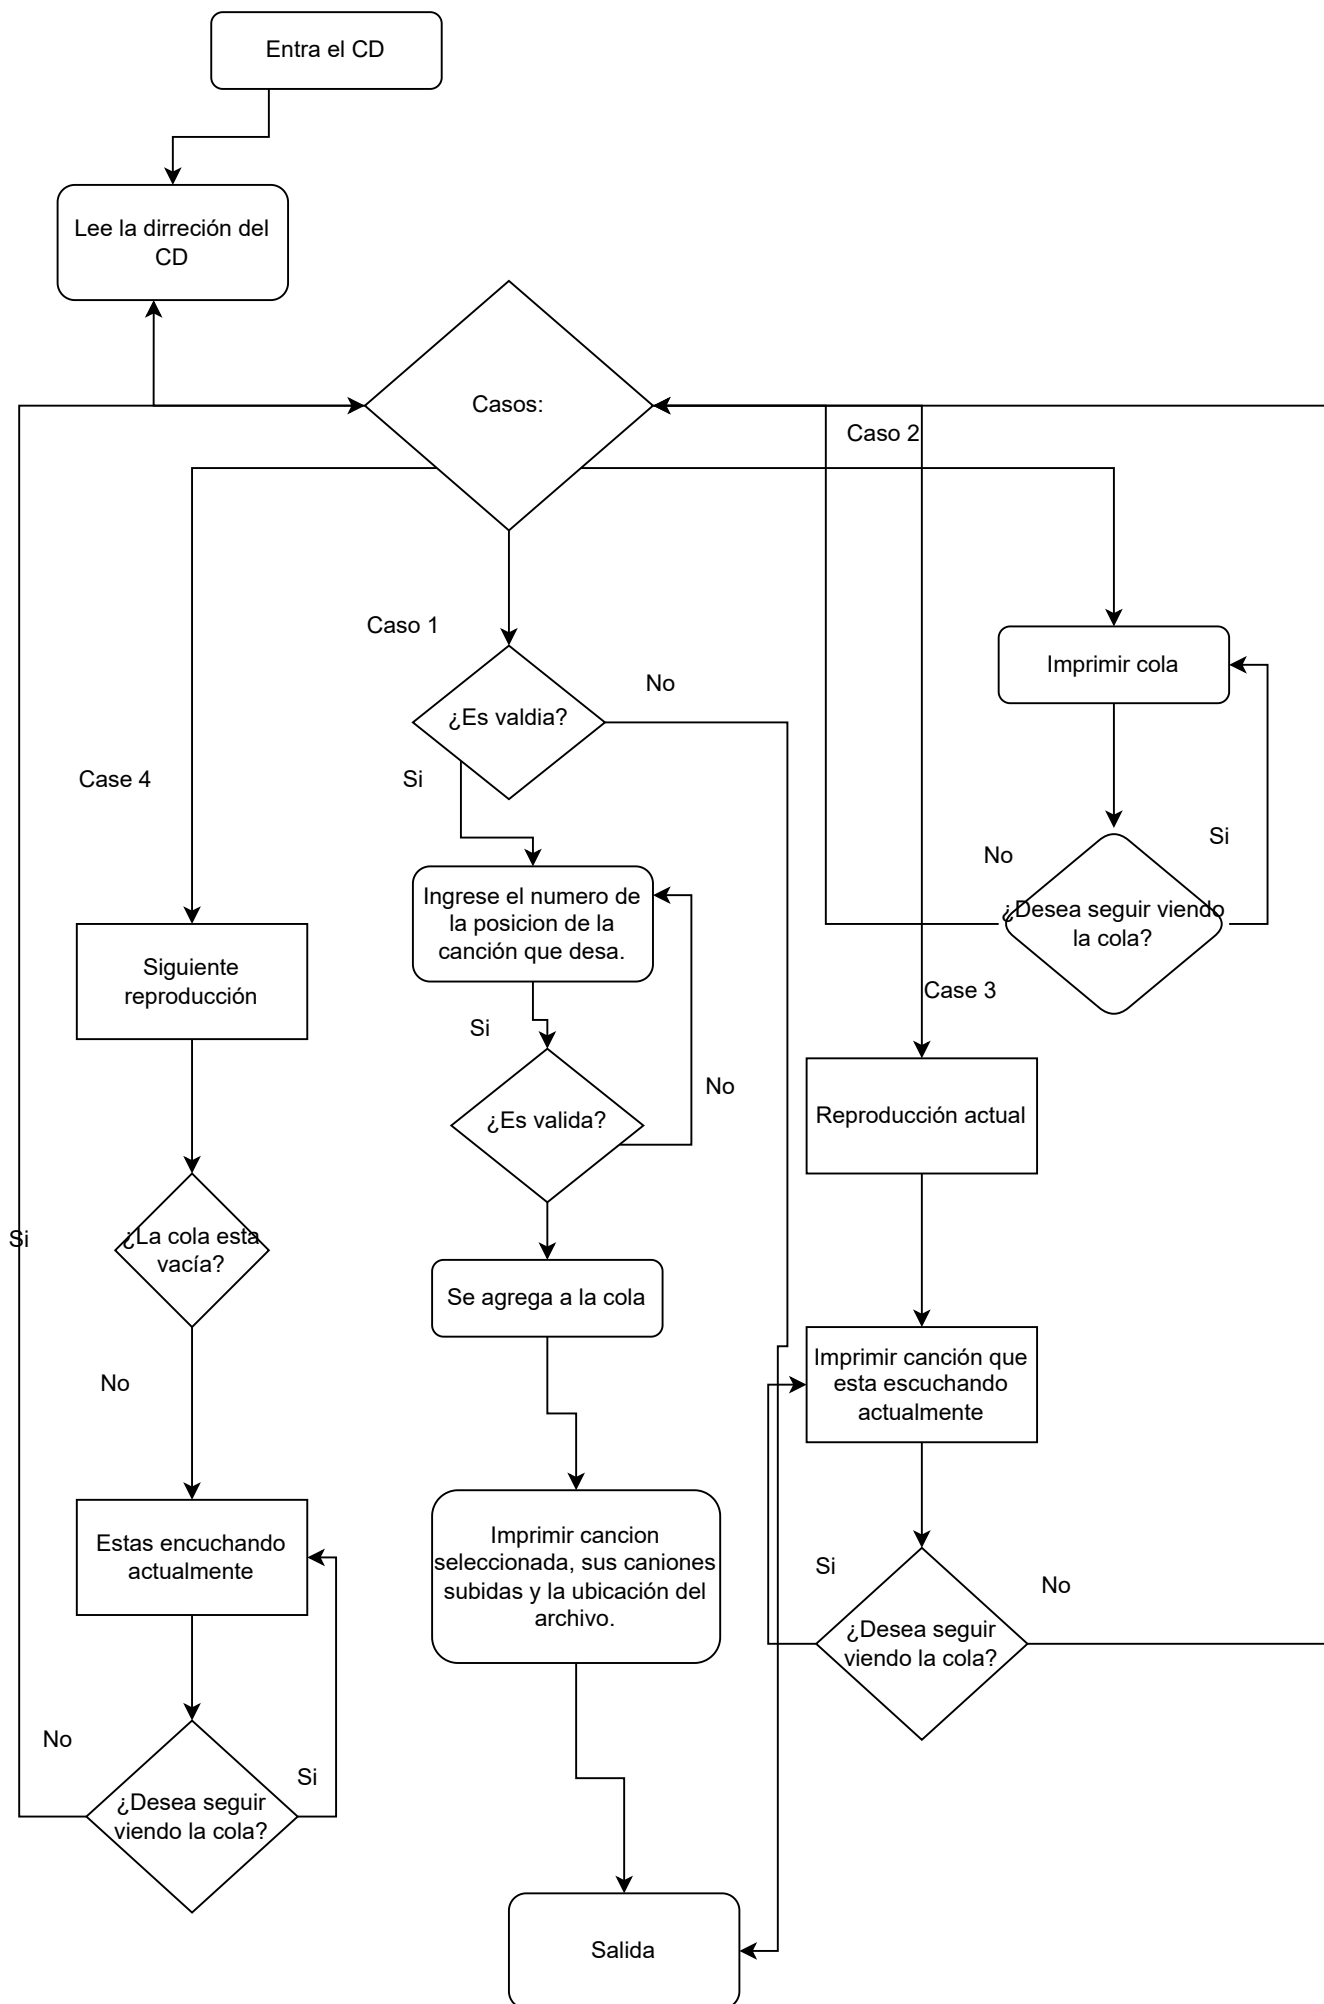 Entra el CD
Lee la dirreción del
CD
Casos:
Caso 2
Caso 1
No
Imprimir cola
¿Es valdia?
Case 4
Si
Si
No
Ingrese el numero de
la posicion de la
canción que desa.
¿Desea seguir viendo
la cola?
Siguiente
reproducción
Case 3
Si
No
¿Es valida?
Reproducción actual
Si
¿La cola esta
vacía?
Se agrega a la cola
No
Imprimir canción que
esta escuchando
actualmente
Estas encuchando
actualmente
Imprimir cancion
seleccionada, sus caniones
subidas y la ubicación del
archivo.
Si
No
¿Desea seguir
viendo la cola?
No
Si
¿Desea seguir
viendo la cola?
Salida